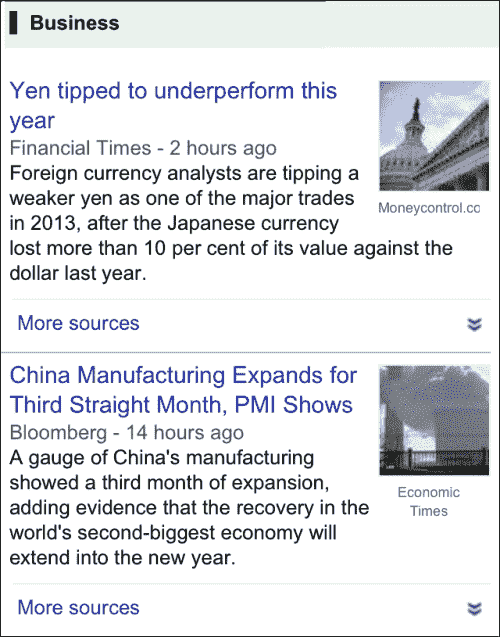 Business
Yen tipped to underperform this
year
Financial Times - 2 hours ago
Foreign currency analysts are tipping a
weaker yen as one of the major trades
in 2013, after the Japanese currency
lost more than 10 per cent of its value against the
dollar last year.
Moneycontrol.cc
More sources
China Manufacturing Expands for
Third Straight Month, PMI Shows
Bloomberg - 14 hours ago
A gauge of China's manufacturing
showed a third month of expansion,
adding evidence that the recovery in the
world's second-biggest economy will
extend into the new year.
Economic
Times
More sources